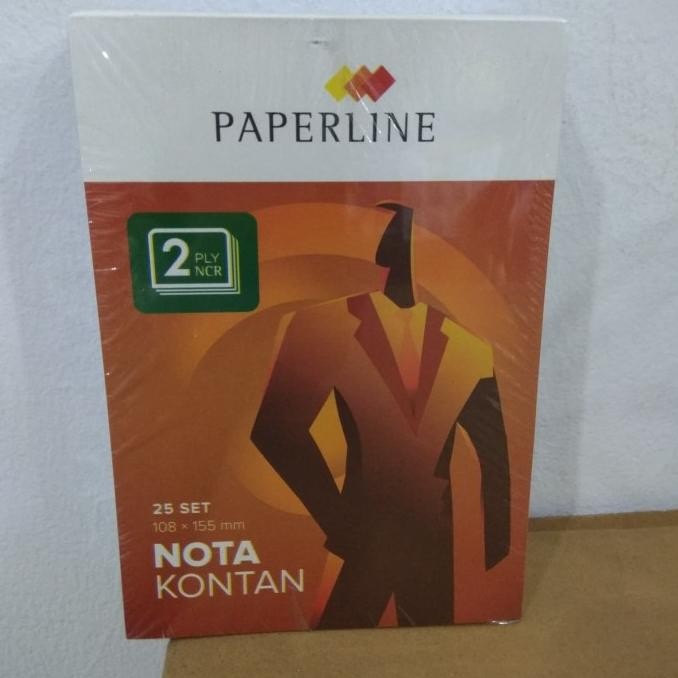 PAPERLINE
2 PLY
NCR
25 SET
108 × 155 mm
NOTA
KONTAN